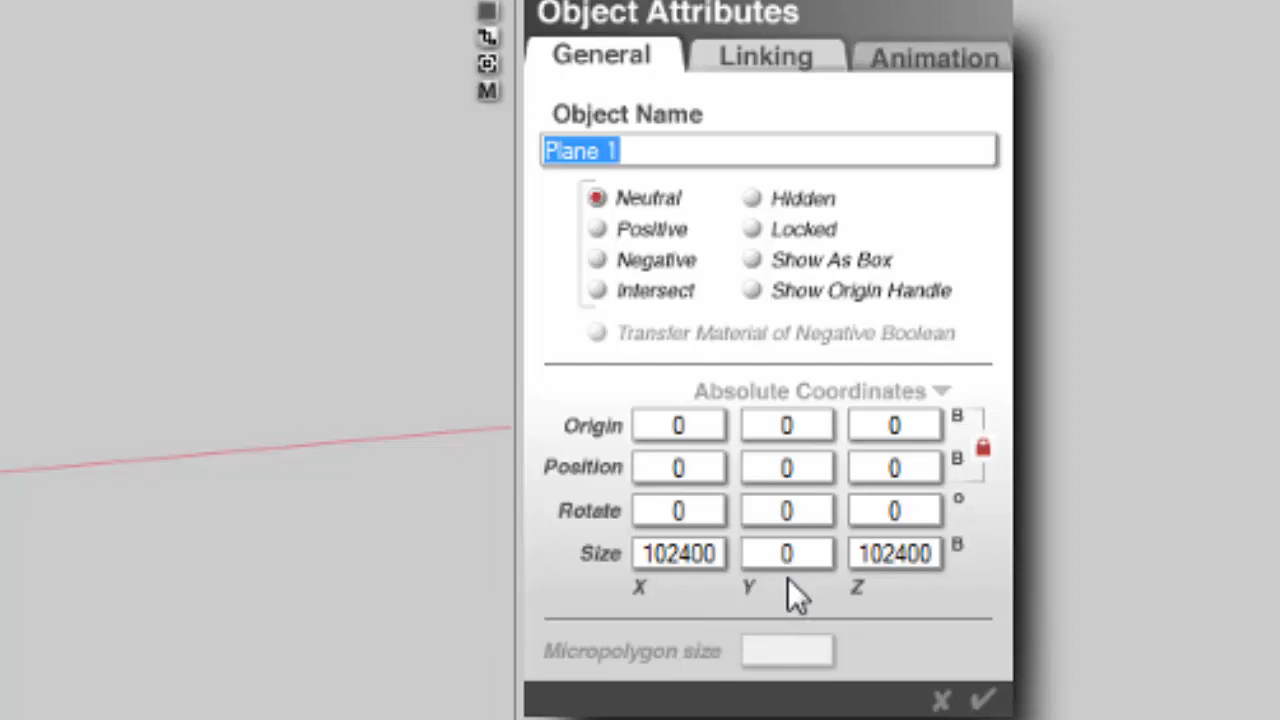 Object Attributes
General Linking Animation
M
Object Name
Plane 1
Neutral Hidden
Positive Locked
Negative Show As Box
Intersect Show Origin Handle
Transfer Material of Negative Boolean
Absolute Coordinates
Origin 0 0 0 B
Position 0 0 0 B
Rotate 0 0 0 °
Size 102400 0 102400 B
X Y Z
Micropolygon size